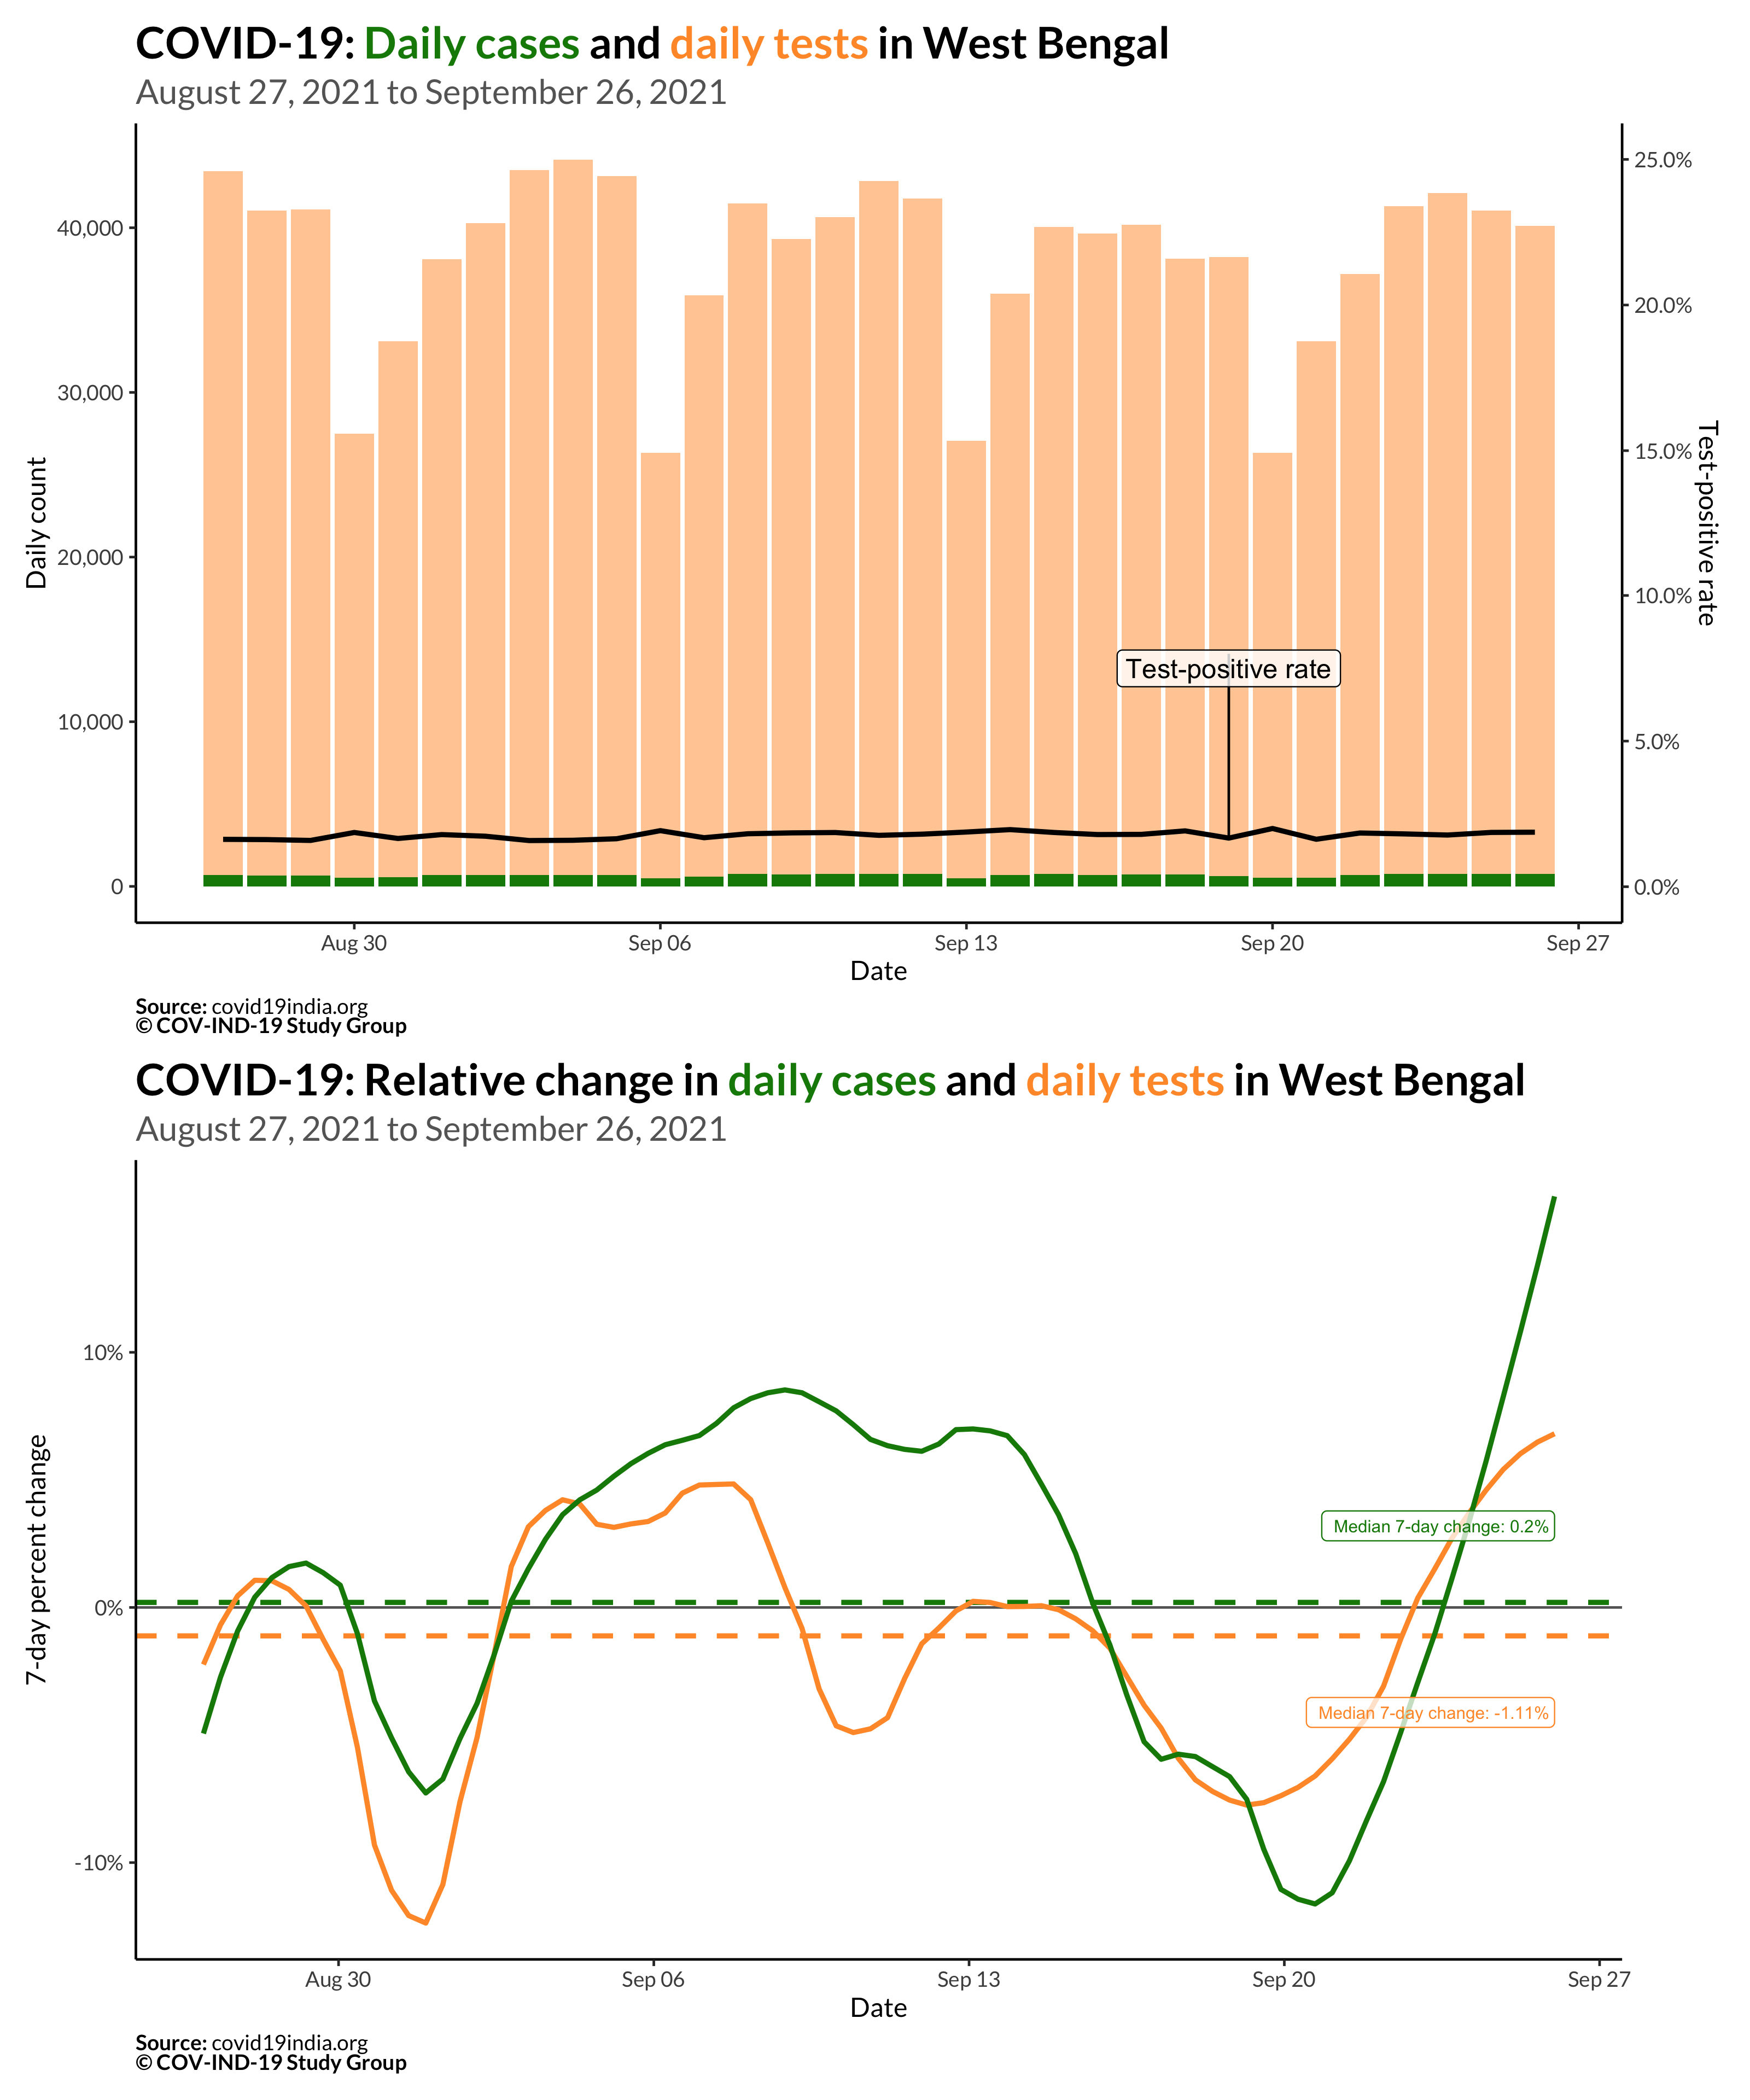 COVID-19: Daily cases and daily tests in West Bengal
August 27, 2021 to September 26, 2021
25.0%
40,000
20.0%
30,000
15.0%
Daily count
Test-positive rate
20,000
10.0%
Test-positive rate
10,000
5.0%
0
0.0%
Aug 30 Sep 06 Sep 13 Sep 20 Sep 27
Date
Source: covid19india.org
© COV-IND-19 Study Group
COVID-19: Relative change in daily cases and daily tests in West Bengal
August 27, 2021 to September 26, 2021
10%
7-day percent change
Median 7-day change: 0.2%
0%
Median 7-day change: -1.11%
-10%
Aug 30 Sep 06 Sep 13 Sep 20 Sep 27
Date
Source: covid19india.org
© COV-IND-19 Study Group